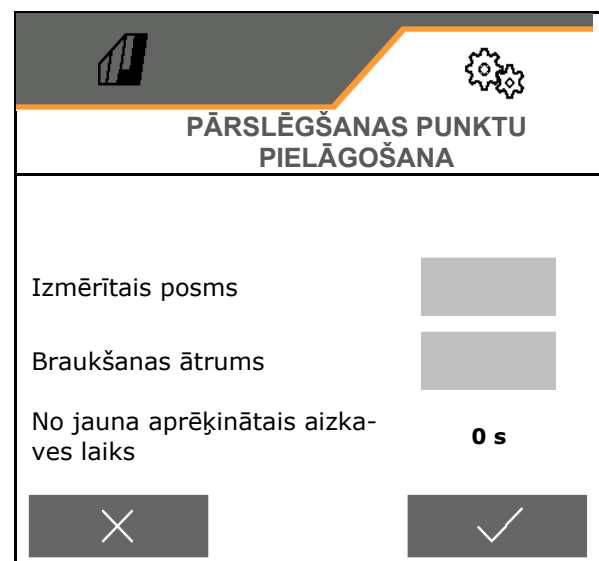 PĀRSLĒGŠANAS PUNKTU
PIELĀGOŠANA
Izmērītais posms
Braukšanas ātrums
No jauna aprēķinātais aizka-
ves laiks
0 s